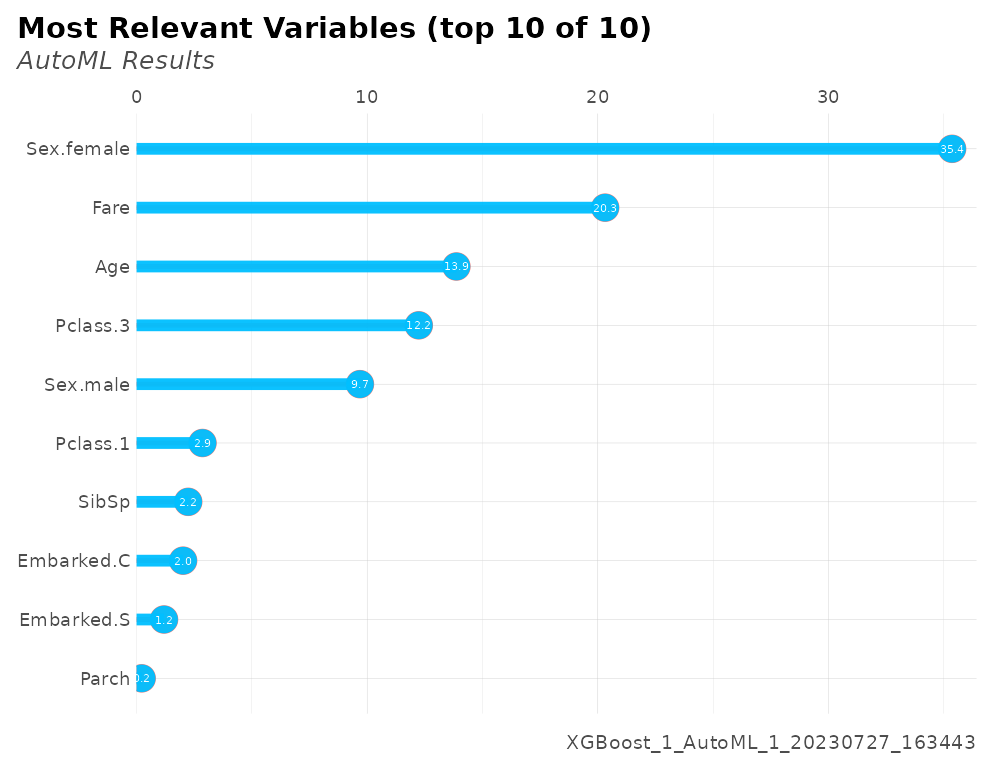 Most Relevant Variables (top 10 of 10)
AutoML Results
0 10 20 30
Sex.female 35.4
Fare 20.3
Age 13.9
Pclass.3 12.2
Sex.male 9.7
Pclass.1 2.9
SibSp 2.2
Embarked.C 2.0
Embarked.S 1.2
Parch 0.2
XGBoost_1_AutoML_1_20230727_163443